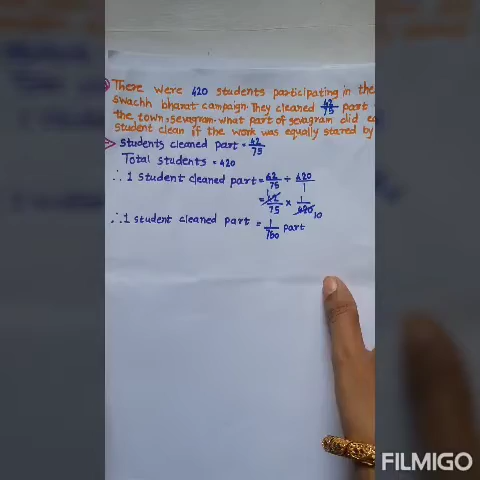 There were 420 students participating in the
swachh bharat campaign. They cleaned 42/75 part
the town, sevagram. what part of sevagram did
student clean if the work was equally stared by
Students cleaned part = 42/75
Total students = 420
∴ 1 student cleaned part = 42/75 ÷ 420/1
= 42/75 × 1/420 10
∴ 1 student cleaned part = 1/750 part
FILMIGO